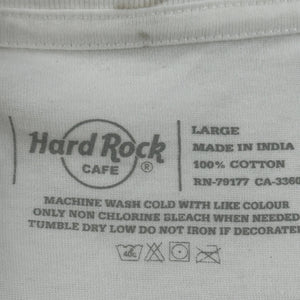 Hard Rock
CAFE ®
LARGE
MADE IN INDIA
100% COTTON
RN-79177 CA-3360
MACHINE WASH COLD WITH LIKE COLOUR
ONLY NON CHLORINE BLEACH WHEN NEEDED
TUMBLE DRY LOW DO NOT IRON IF DECORATE